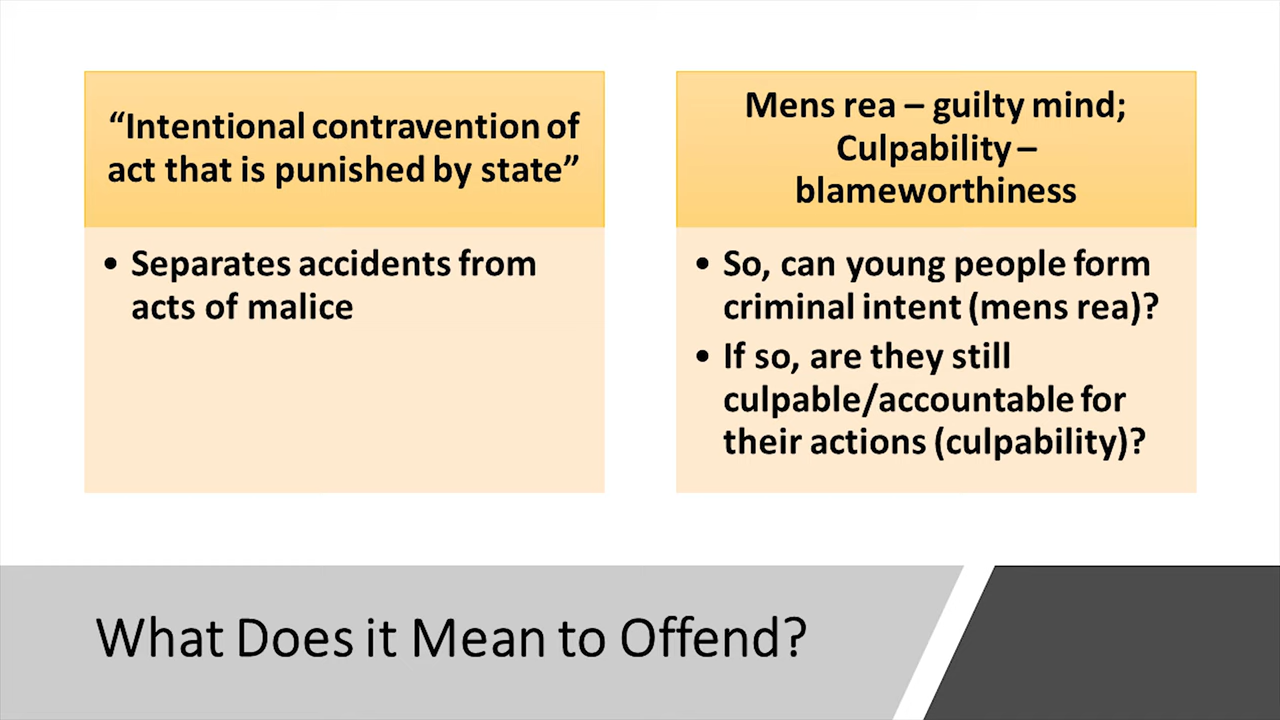 “Intentional contravention of
act that is punished by state”
• Separates accidents from
acts of malice
Mens rea – guilty mind;
Culpability –
blameworthiness
• So, can young people form
criminal intent (mens rea)?
• If so, are they still
culpable/accountable for
their actions (culpability)?
What Does it Mean to Offend?